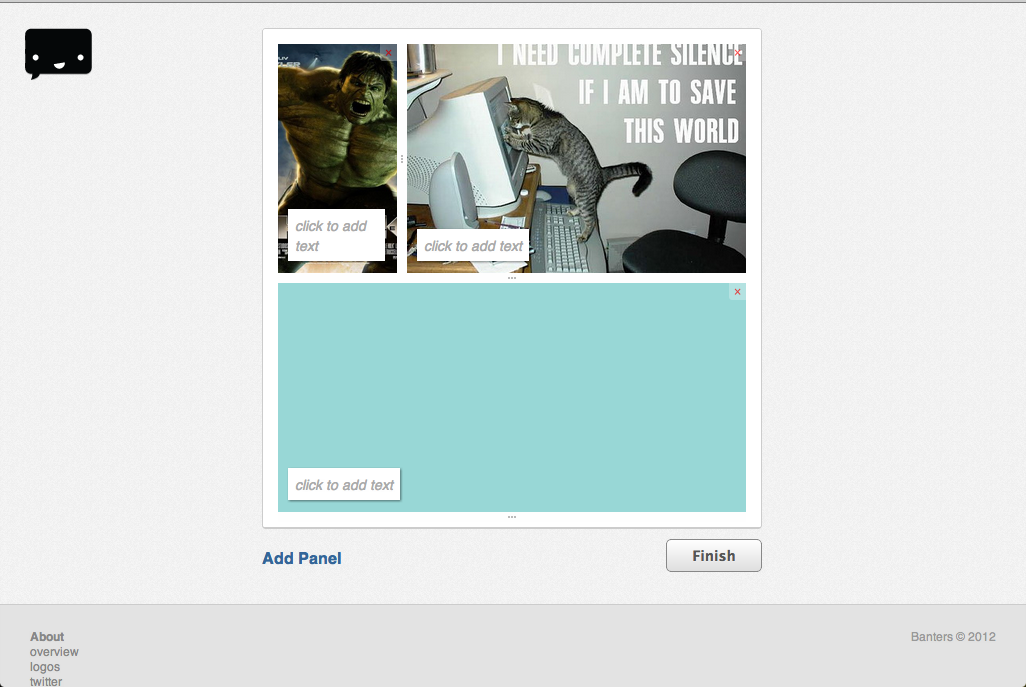 I NEED COMPLETE SILENCE
IF I AM TO SAVE
THIS WORLD
click to add
text
click to add text
click to add text
Add Panel
Finish
About
overview
logos
twitter
Banters © 2012